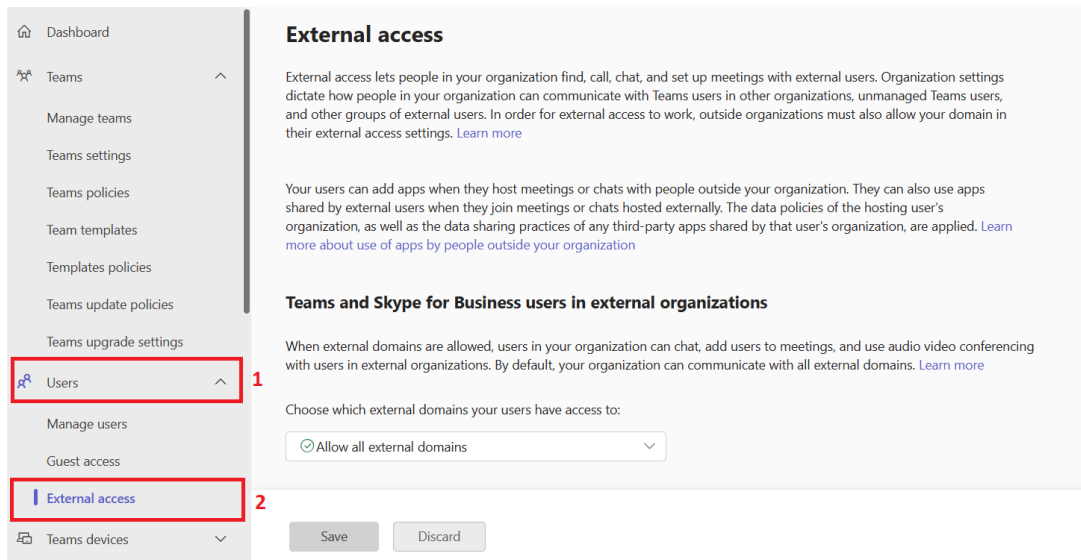 Dashboard
Teams
Manage teams
Teams settings
Teams policies
Team templates
Templates policies
Teams update policies
Teams upgrade settings
Users
1
Manage users
Guest access
External access
2
Teams devices
External access
External access lets people in your organization find, call, chat, and set up meetings with external users. Organization settings
dictate how people in your organization can communicate with Teams users in other organizations, unmanaged Teams users,
and other groups of external users. In order for external access to work, outside organizations must also allow your domain in
their external access settings. Learn more
Your users can add apps when they host meetings or chats with people outside your organization. They can also use apps
shared by external users when they join meetings or chats hosted externally. The data policies of the hosting user's
organization, as well as the data sharing practices of any third-party apps shared by that user's organization, are applied. Learn
more about use of apps by people outside your organization
Teams and Skype for Business users in external organizations
When external domains are allowed, users in your organization can chat, add users to meetings, and use audio video conferencing
with users in external organizations. By default, your organization can communicate with all external domains. Learn more
Choose which external domains your users have access to:
Allow all external domains
Save
Discard